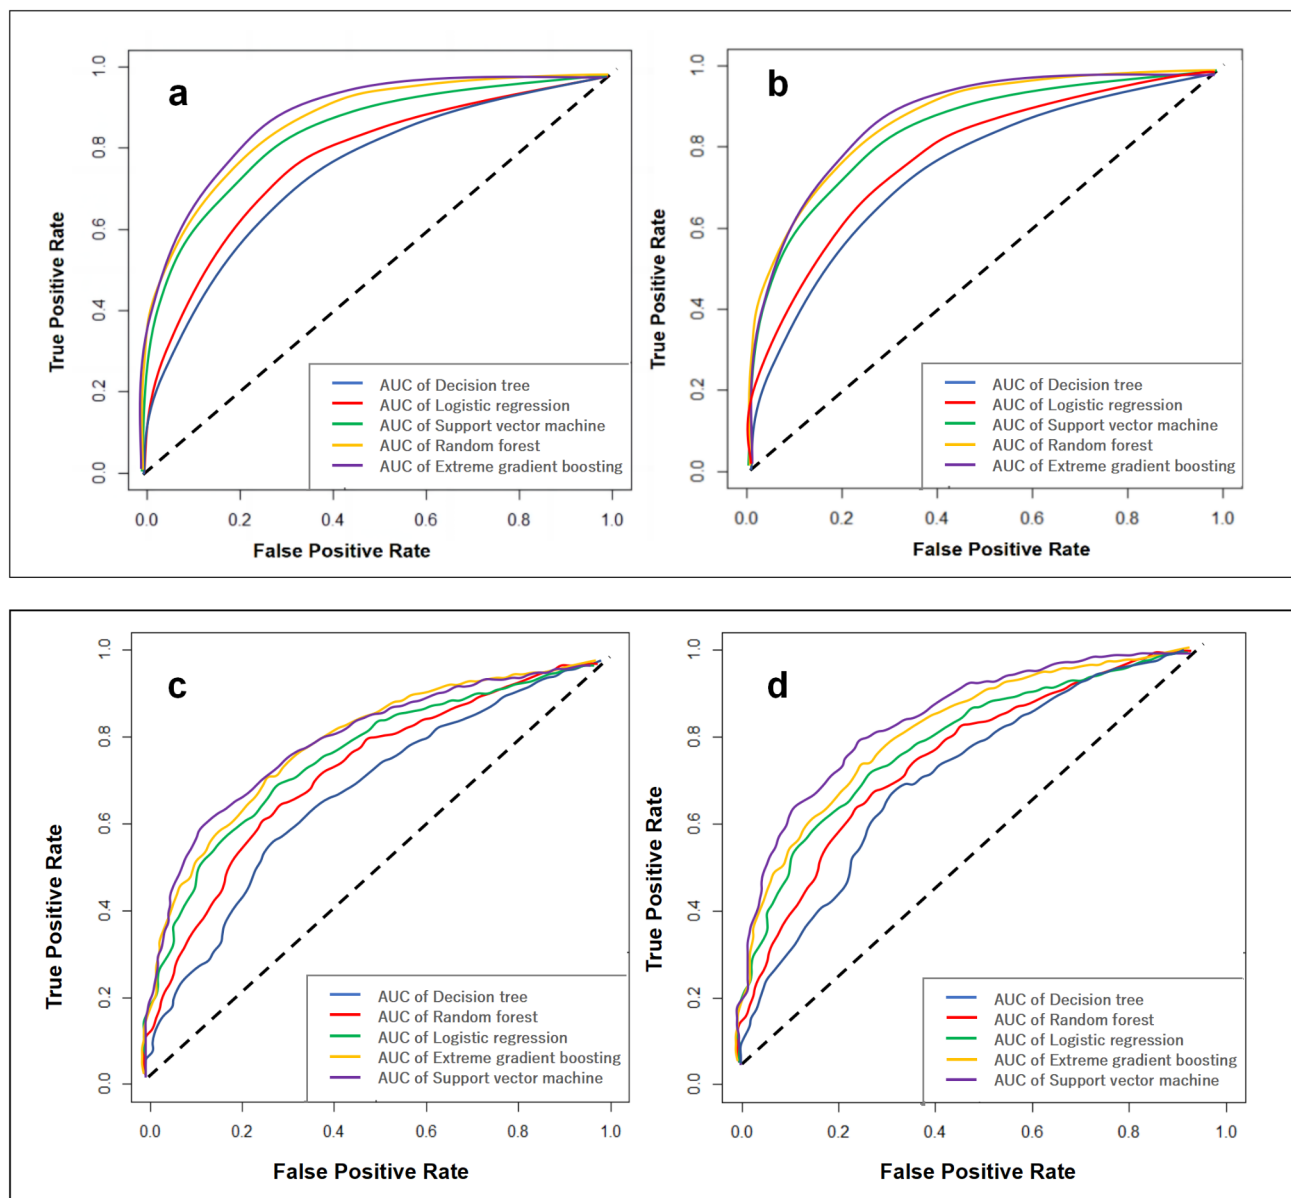 a
True Positive Rate
1.0
0.8
0.6
0.4
0.2
0.0
AUC of Decision tree
AUC of Logistic regression
AUC of Support vector machine
AUC of Random forest
AUC of Extreme gradient boosting
0.0 0.2 0.4 0.6 0.8 1.0
False Positive Rate
b
True Positive Rate
1.0
0.8
0.6
0.4
0.2
0.0
AUC of Decision tree
AUC of Logistic regression
AUC of Support vector machine
AUC of Random forest
AUC of Extreme gradient boosting
0.0 0.2 0.4 0.6 0.8 1.0
False Positive Rate
c
True Positive Rate
1.0
0.8
0.6
0.4
0.2
0.0
AUC of Decision tree
AUC of Random forest
AUC of Logistic regression
AUC of Extreme gradient boosting
AUC of Support vector machine
0.0 0.2 0.4 0.6 0.8 1.0
False Positive Rate
d
True Positive Rate
1.0
0.8
0.6
0.4
0.2
0.0
AUC of Decision tree
AUC of Random forest
AUC of Logistic regression
AUC of Extreme gradient boosting
AUC of Support vector machine
0.0 0.2 0.4 0.6 0.8 1.0
False Positive Rate